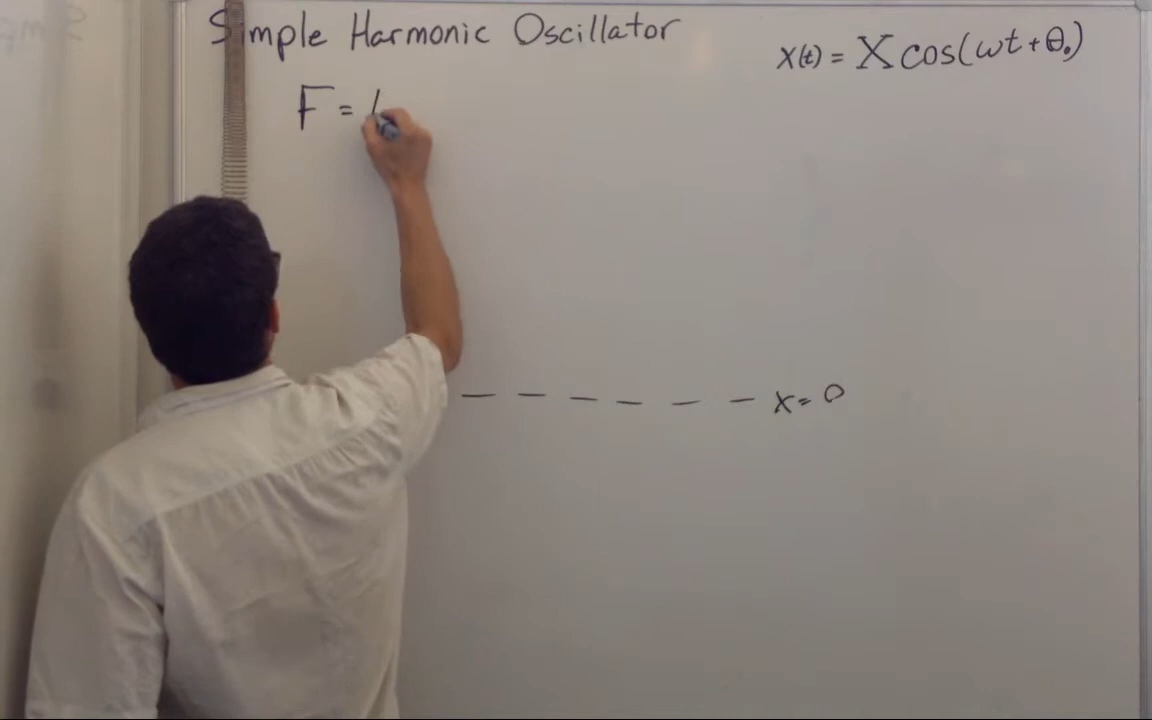 Simple Harmonic Oscillator
x(t) = X cos(ωt + θ₀)
F =
x = 0